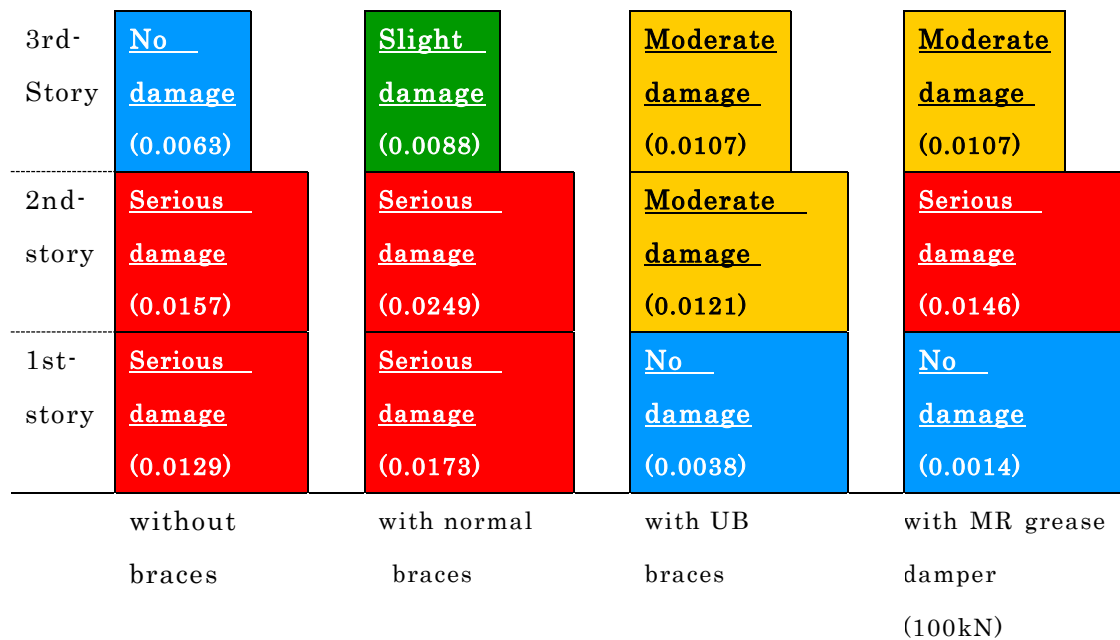 3rd-
Story
No
damage
(0.0063)
Slight
damage
(0.0088)
Moderate
damage
(0.0107)
Moderate
damage
(0.0107)
2nd-
story
Serious
damage
(0.0157)
Serious
damage
(0.0249)
Moderate
damage
(0.0121)
Serious
damage
(0.0146)
1st-
story
Serious
damage
(0.0129)
Serious
damage
(0.0173)
No
damage
(0.0038)
No
damage
(0.0014)
without
braces
with normal
braces
with UB
braces
with MR grease
damper
(100kN)